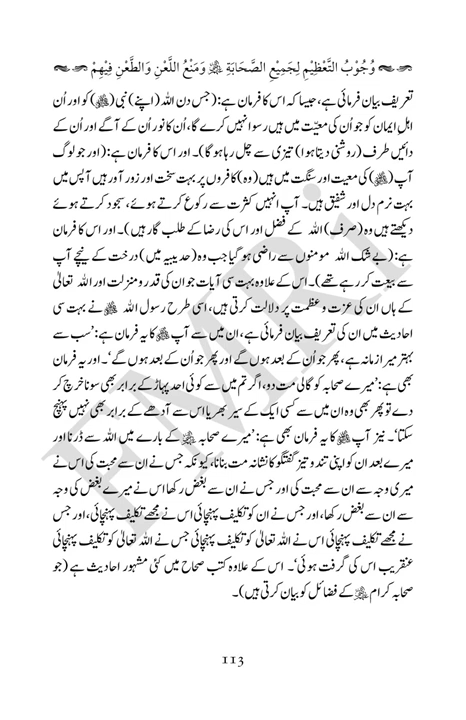 وُجُوْبُ التَّعْظِيْمِ لِجَمِيْعِ الصَّحَابَةِ ﷢ وَمَنْعُ اللَّعْنِ وَالطَّعْنِ فِيْهِمْ
تعریف بیان فرمائی ہے، جیسا کہ اس کا فرمان ہے: (جس دن اللہ (اپنے) نبی (ﷺ) کو اور اُن
اہلِ ایمان کو جو اُن کی معیّت میں ہیں رسوا نہیں کرے گا، اُن کا نور اُن کے آگے اور اُن کے
دائیں طرف (روشنی دیتا ہوا) تیزی سے چل رہا ہو گا)۔ اور اس کا فرمان ہے: (اور جو لوگ
آپ (ﷺ) کی معیت اور سنگت میں ہیں (وہ) کافروں پر بہت سخت اور زور آور ہیں آپس میں
بہت نرم دل اور شفیق ہیں۔ آپ انہیں کثرت سے رکوع کرتے ہوئے، سجود کرتے ہوئے
دیکھتے ہیں وہ (صرف) اللہ کے فضل اور اس کی رضا کے طلب گار ہیں)۔ اور اس کا فرمان
ہے: (بے شک اللہ مومنوں سے راضی ہو گیا جب وہ (حدیبیہ میں) درخت کے نیچے آپ
سے بیعت کر رہے تھے)۔ اس کے علاوہ بہت سی آیات جو ان کی قدر و منزلت اور اللہ تعالیٰ
کے ہاں ان کی عزت و عظمت پر دلالت کرتی ہیں، اسی طرح رسول اللہ ﷺ نے بہت سی
احادیث میں ان کی تعریف بیان فرمائی ہے، ان میں سے آپ ﷺ کا یہ فرمان ہے: ’سب سے
بہتر میرا زمانہ ہے، پھر جو اُن کے بعد ہوں گے اور پھر جو اُن کے بعد ہوں گے‘۔ اور یہ فرمان
بھی ہے: ’میرے صحابہ کو گالی مت دو، اگر تم میں سے کوئی احد پہاڑ کے برابر بھی سونا خرچ کر
دے تو پھر بھی وہ ان میں سے کسی ایک کے سیر بھر یا اس سے آدھے کے برابر بھی نہیں پہنچ
سکتا‘۔ نیز آپ ﷺ کا یہ فرمان بھی ہے: ’میرے صحابہ ﷢ کے بارے میں اللہ سے ڈرنا اور
میرے بعد ان کو اپنی تند و تیز گفتگو کا نشانہ مت بنانا، کیونکہ جس نے ان سے محبت کی اس نے
میری وجہ سے ان سے محبت کی اور جس نے ان سے بغض رکھا اس نے میرے بغض کی وجہ
سے ان سے بغض رکھا، اور جس نے ان کو تکلیف پہنچائی اس نے مجھے تکلیف پہنچائی، اور جس
نے مجھے تکلیف پہنچائی اس نے اللہ تعالیٰ کو تکلیف پہنچائی جس نے اللہ تعالیٰ کو تکلیف پہنچائی
عنقریب اس کی گرفت ہو ئی‘۔ اس کے علاوہ کتب صحاح میں کئی مشہور احادیث ہے (جو
صحابہ کرام ﷢ کے فضائل کو بیان کرتی ہیں)۔
FMRi
113